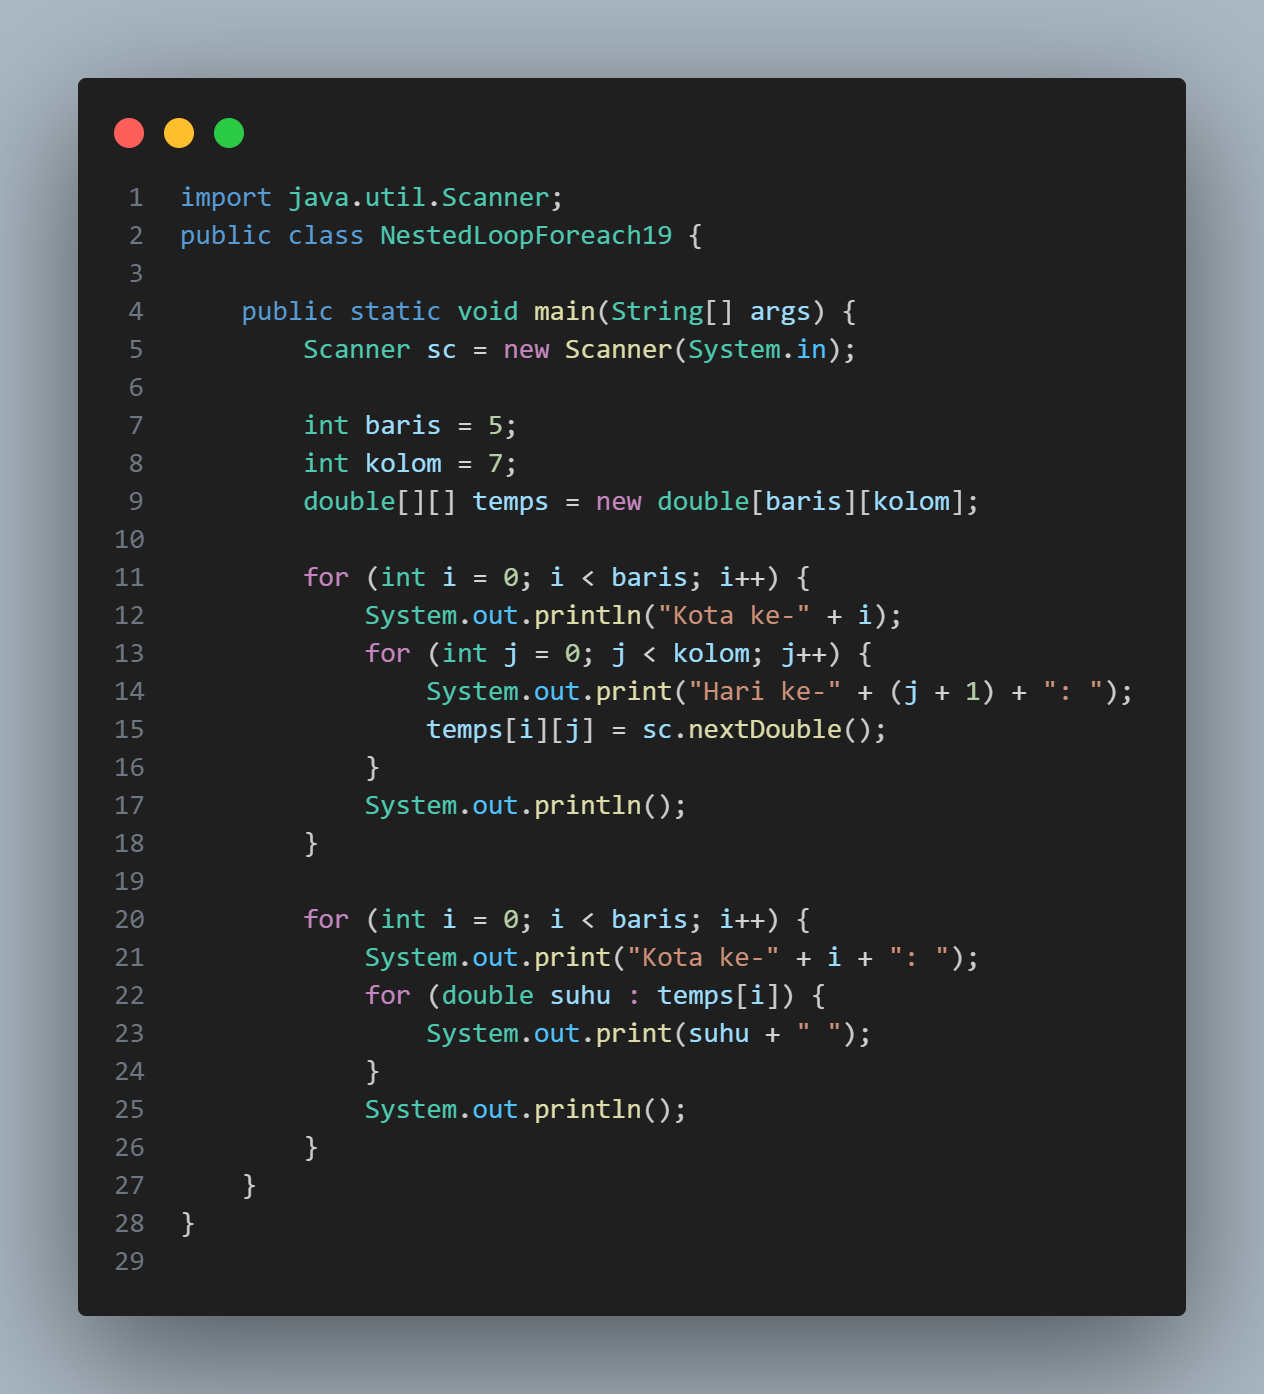 1 import java.util.Scanner;
2 public class NestedLoopForeach19 {
3
4     public static void main(String[] args) {
5         Scanner sc = new Scanner(System.in);
6
7         int baris = 5;
8         int kolom = 7;
9         double[][] temps = new double[baris][kolom];
10
11         for (int i = 0; i < baris; i++) {
12             System.out.println("Kota ke-" + i);
13             for (int j = 0; j < kolom; j++) {
14                 System.out.print("Hari ke-" + (j + 1) + ": ");
15                 temps[i][j] = sc.nextDouble();
16             }
17             System.out.println();
18         }
19
20         for (int i = 0; i < baris; i++) {
21             System.out.print("Kota ke-" + i + ": ");
22             for (double suhu : temps[i]) {
23                 System.out.print(suhu + " ");
24             }
25             System.out.println();
26         }
27     }
28 }
29